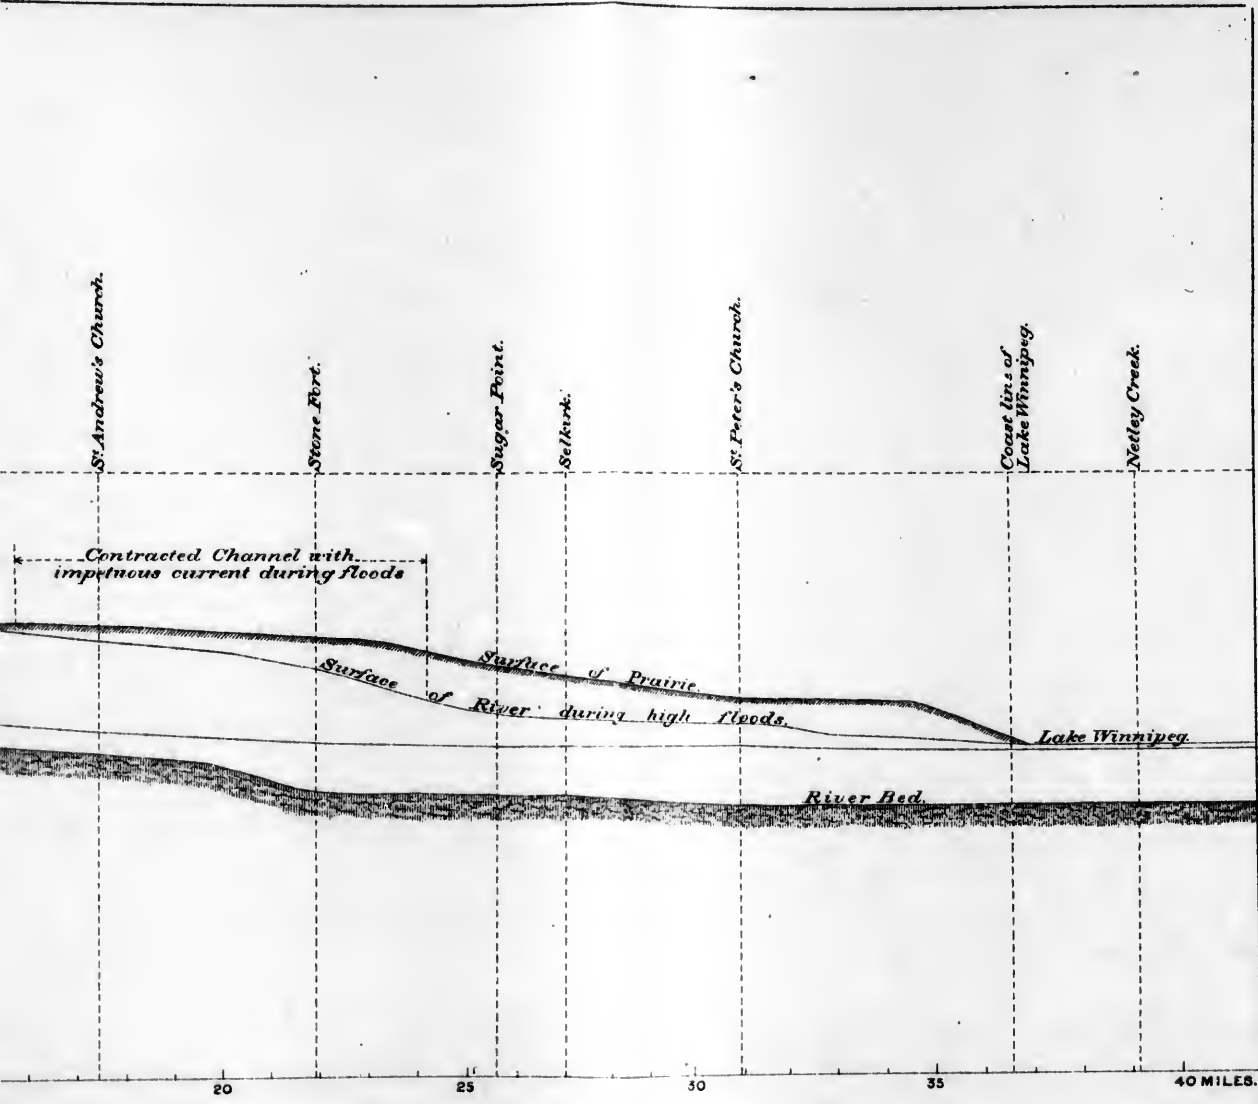 St. Andrew's Church.
Stone Fort.
Sugar Point.
Selkirk.
St. Peter's Church.
Coast line of
Lake Winnipeg.
Netley Creek.
Contracted Channel with
impetuous current during floods
Surface of Prairie.
Surface of River during high floods.
Lake Winnipeg.
River Bed.
20 25 30 35 40 MILES.